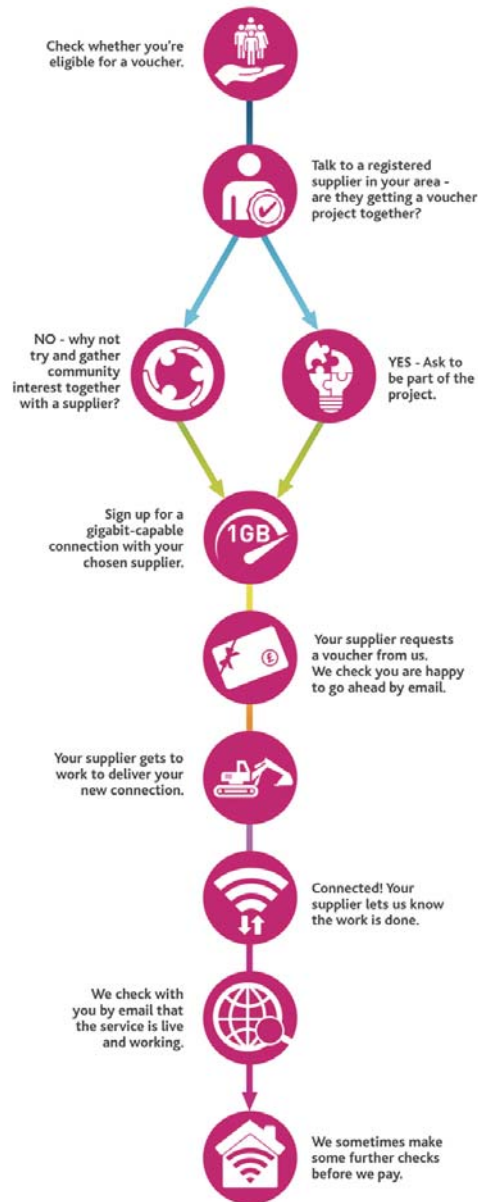 Check whether you're
eligible for a voucher.
Talk to a registered
supplier in your area -
are they getting a voucher
project together?
NO - why not
try and gather
community
interest together
with a supplier?
YES - Ask to
be part of the
project.
Sign up for a
gigabit-capable
connection with your
chosen supplier.
1GB
Your supplier requests
a voucher from us.
We check you are happy
to go ahead by email.
£
Your supplier gets to
work to deliver your
new connection.
Connected! Your
supplier lets us know
the work is done.
We check with
you by email that
the service is live
and working.
We sometimes make
some further checks
before we pay.